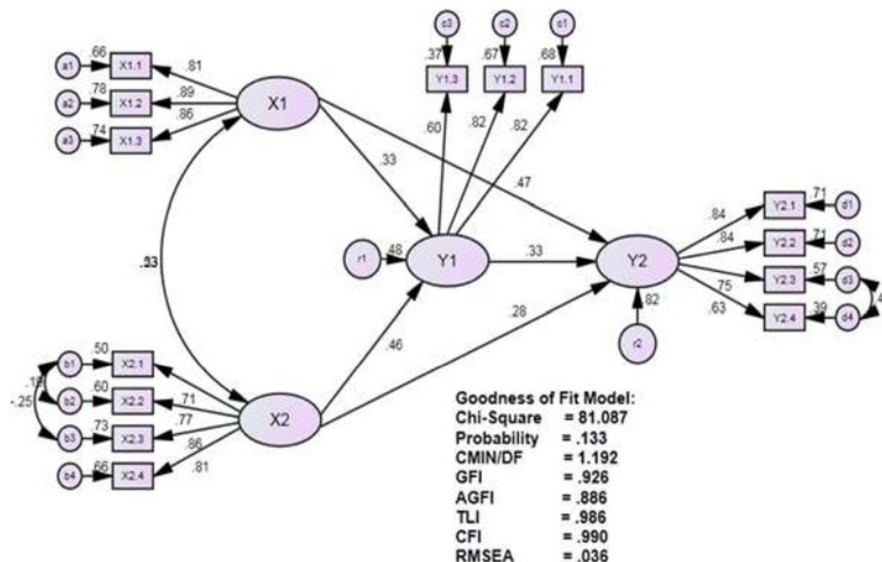 c3 c2 c1
.37 .67 .68
Y1.3 Y1.2 Y1.1
.60 .82 .82
a1 .66 X1.1 .81
a2 .78 X1.2 .89
a3 .74 X1.3 .86
X1
.33
.47
r1 .48 Y1 .33 Y2
.84 Y2.1 .71 d1
.84 Y2.2 .71 d2
.75 Y2.3 .57 d3
.63 Y2.4 .39 d4
.82
r2
.28
.46
b1 .50 X2.1 .71
b2 .60 X2.2 .77
b3 .73 X2.3 .86
b4 .66 X2.4 .81
-.25
X2
Goodness of Fit Model:
Chi-Square = 81.087
Probability = .133
CMIN/DF = 1.192
GFI = .926
AGFI = .886
TLI = .986
CFI = .990
RMSEA = .036